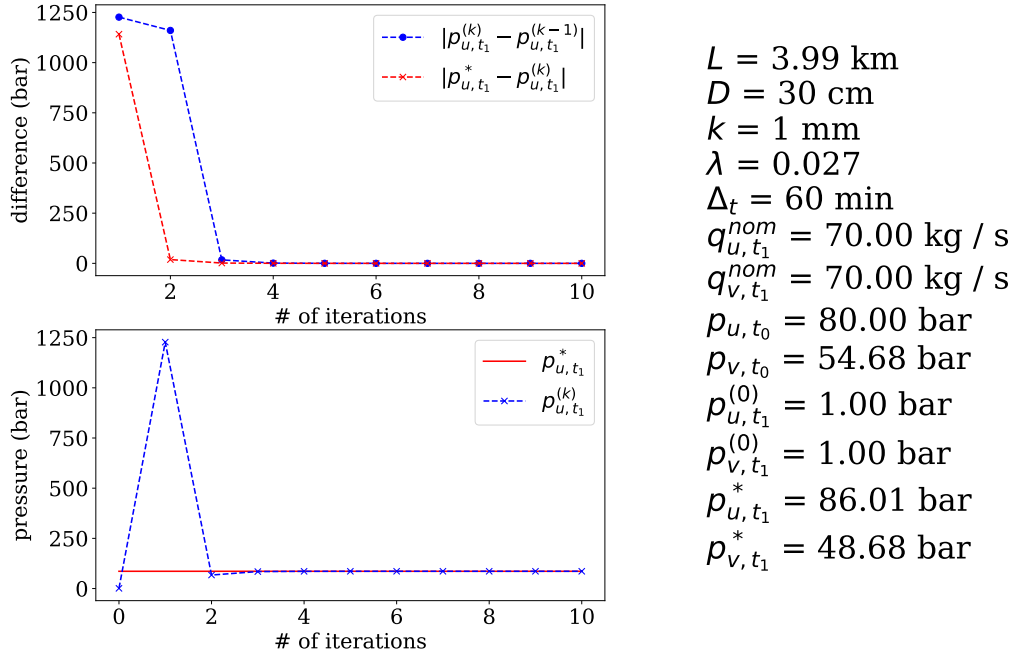 1250
1000
750
500
250
0
difference (bar)
|p_{u,t_1}^{(k)} − p_{u,t_1}^{(k−1)}|
|p_{u,t_1}^{*} − p_{u,t_1}^{(k)}|
2 4 6 8 10
# of iterations
1250
1000
750
500
250
0
pressure (bar)
p_{u,t_1}^{*}
p_{u,t_1}^{(k)}
0 2 4 6 8 10
# of iterations
L = 3.99 km
D = 30 cm
k = 1 mm
λ = 0.027
Δ_t = 60 min
q_{u,t_1}^{nom} = 70.00 kg / s
q_{v,t_1}^{nom} = 70.00 kg / s
p_{u,t_0} = 80.00 bar
p_{v,t_0} = 54.68 bar
p_{u,t_1}^{(0)} = 1.00 bar
p_{v,t_1}^{(0)} = 1.00 bar
p_{u,t_1}^{*} = 86.01 bar
p_{v,t_1}^{*} = 48.68 bar